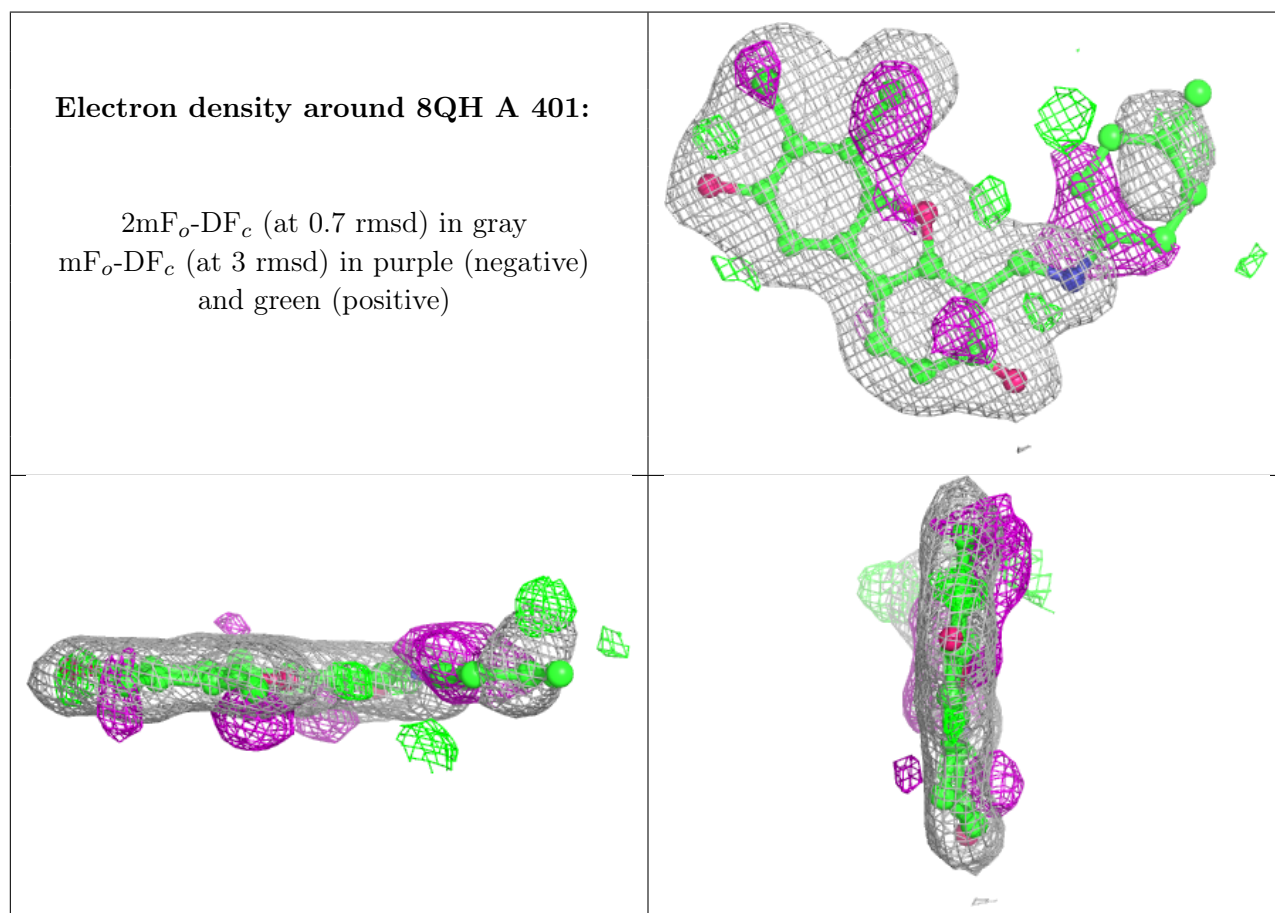 Electron density around 8QH A 401:
2mFo-DFc (at 0.7 rmsd) in gray
mFo-DFc (at 3 rmsd) in purple (negative)
and green (positive)